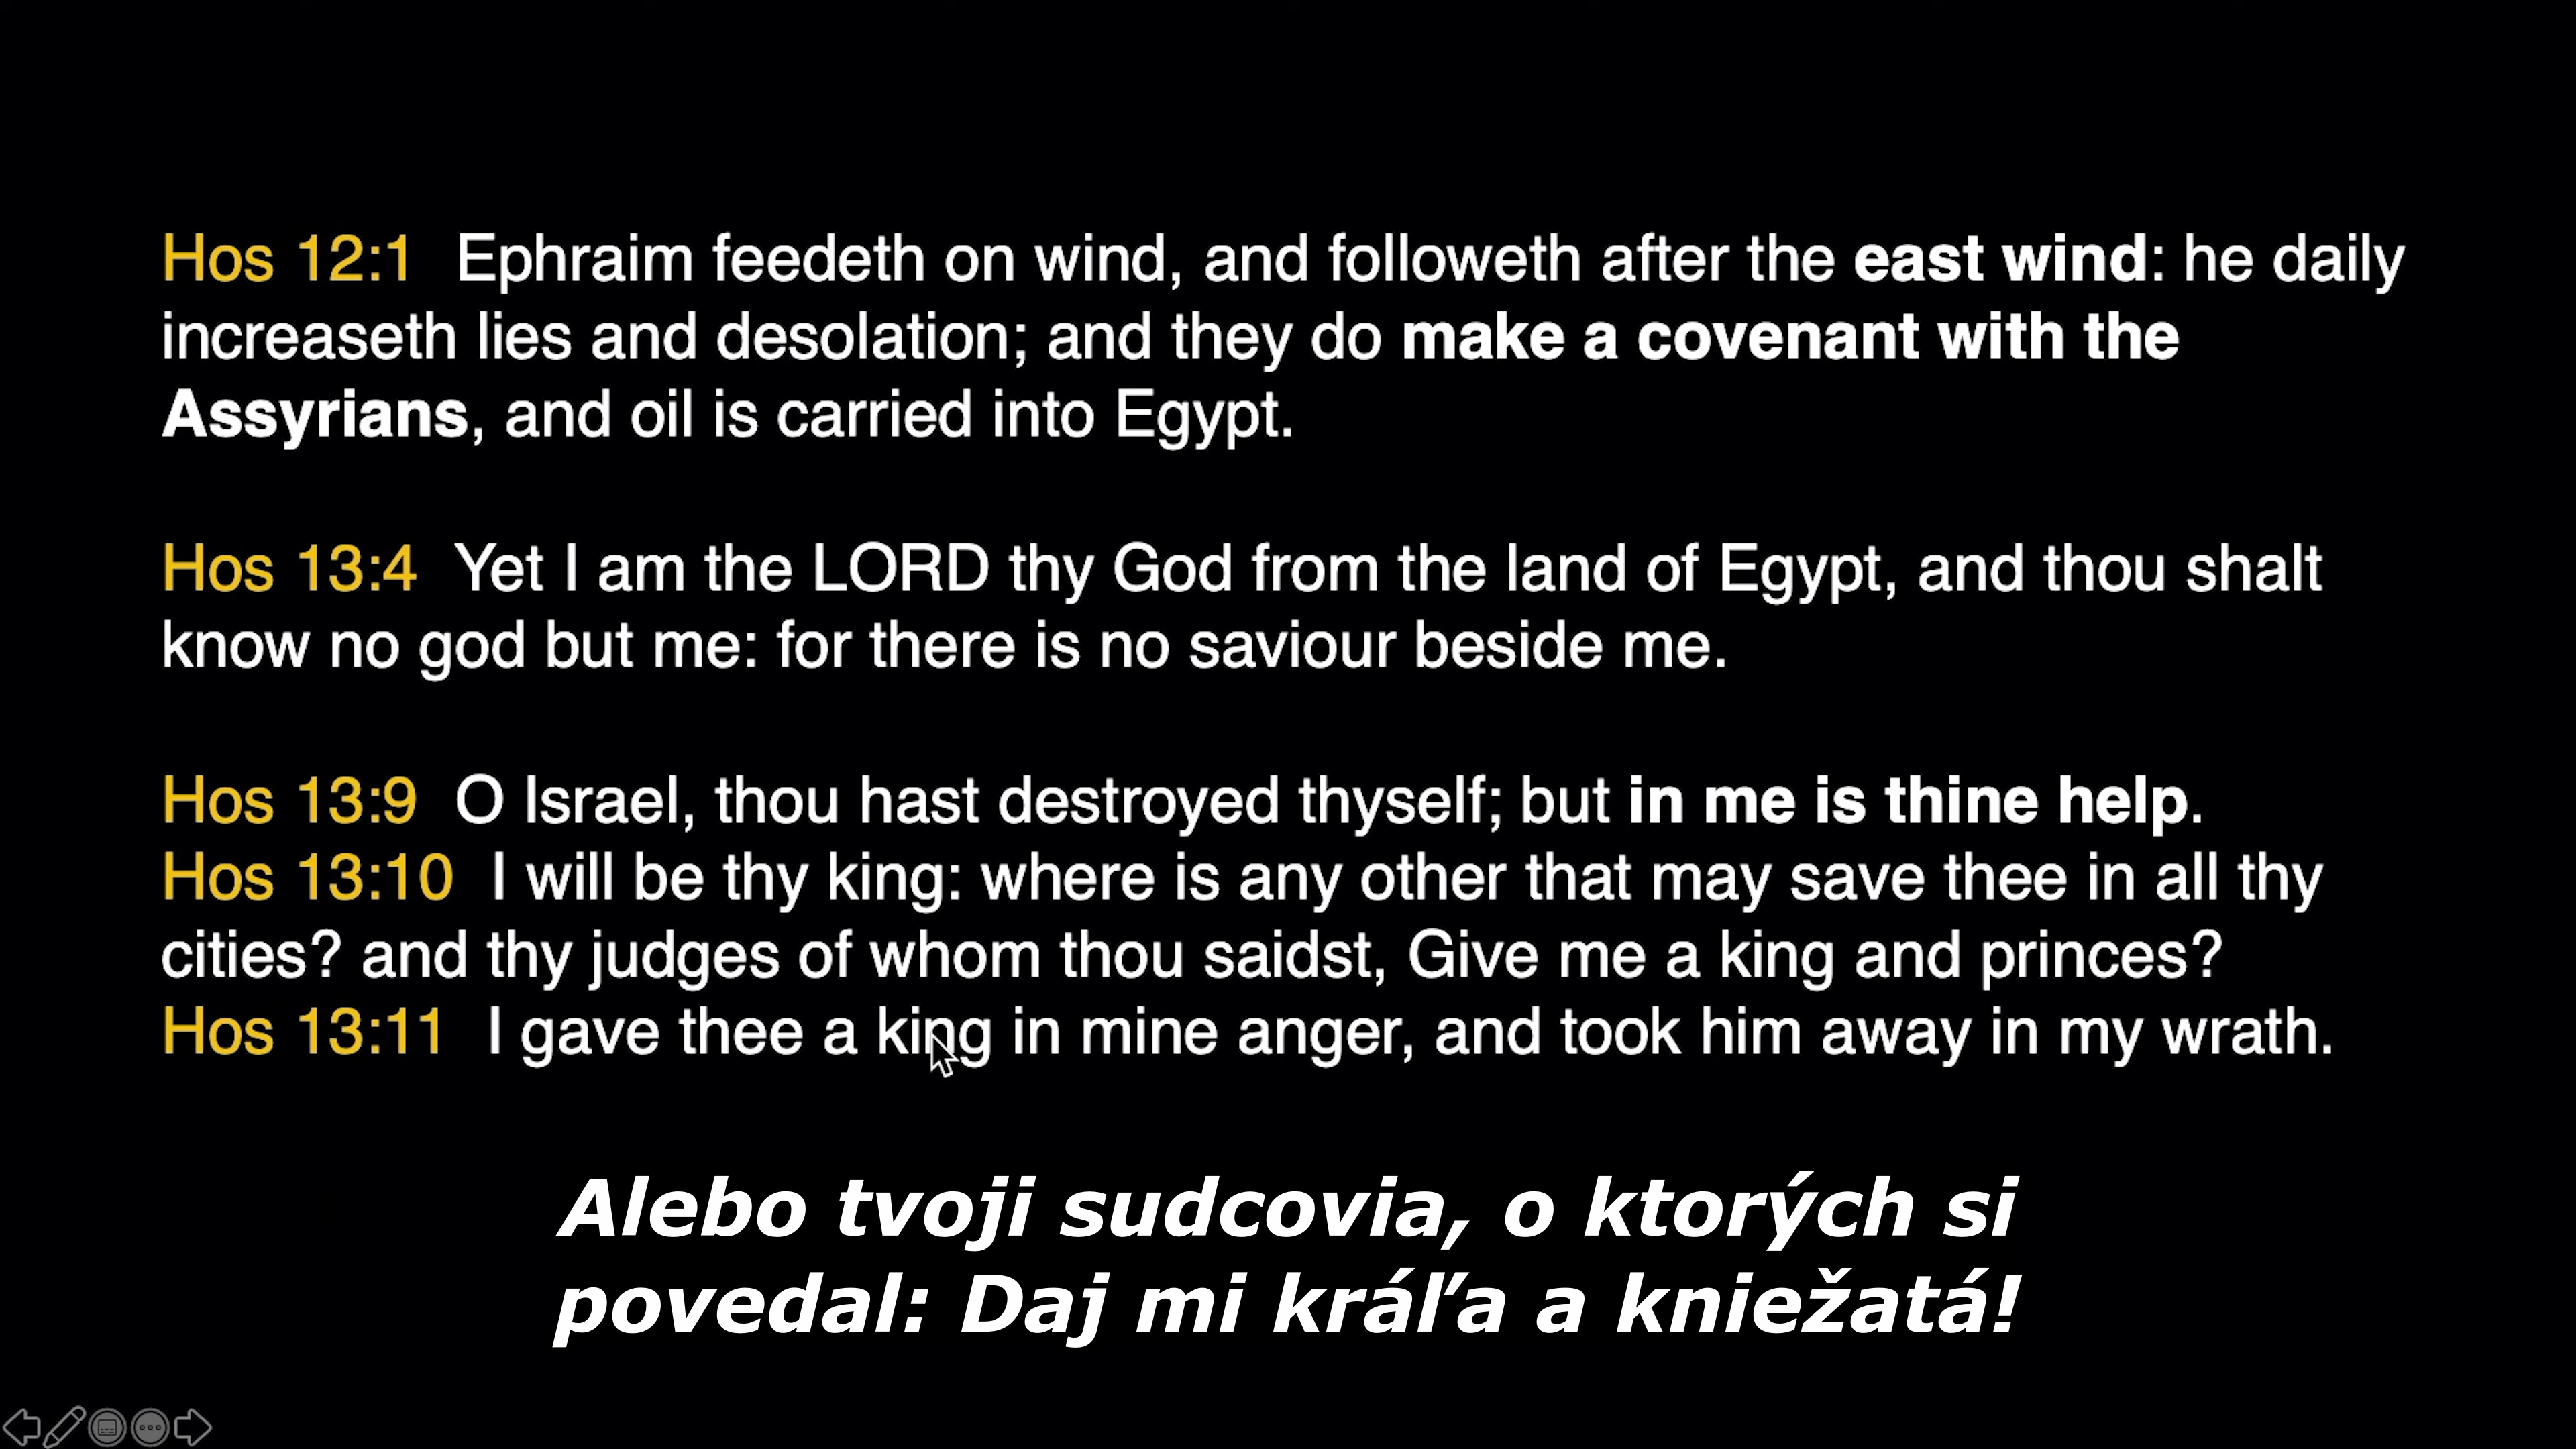 Hos 12:1 Ephraim feedeth on wind, and followeth after the east wind: he daily
increaseth lies and desolation; and they do make a covenant with the
Assyrians, and oil is carried into Egypt.
Hos 13:4 Yet I am the LORD thy God from the land of Egypt, and thou shalt
know no god but me: for there is no saviour beside me.
Hos 13:9 O Israel, thou hast destroyed thyself; but in me is thine help.
Hos 13:10 I will be thy king: where is any other that may save thee in all thy
cities? and thy judges of whom thou saidst, Give me a king and princes?
Hos 13:11 I gave thee a king in mine anger, and took him away in my wrath.
Alebo tvoji sudcovia, o ktorých si
povedal: Daj mi kráľa a kniežatá!